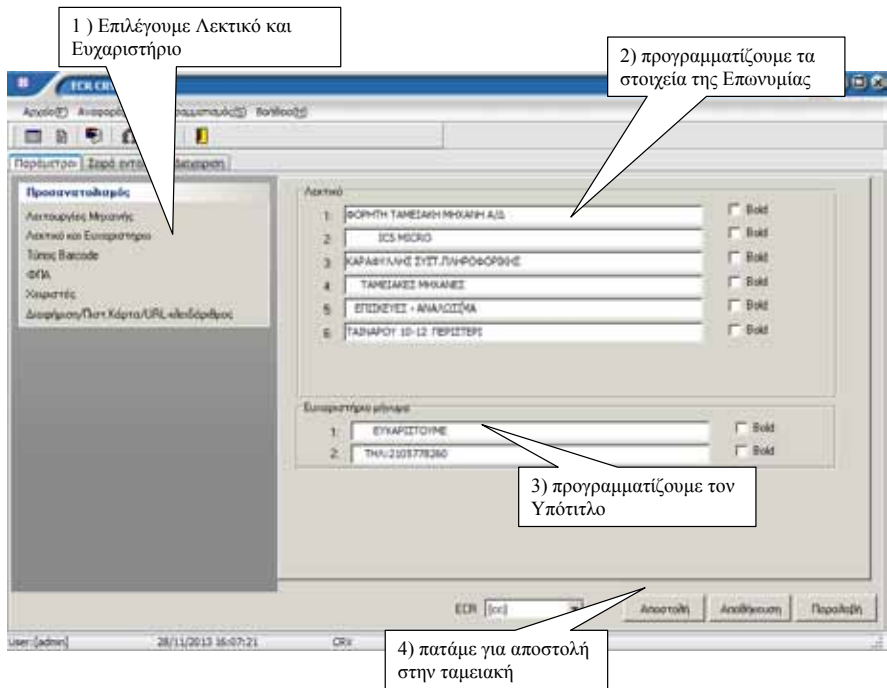 1 ) Επιλέγουμε Λεκτικό και
Ευχαριστήριο
2) προγραμματίζουμε τα
στοιχεία της Επωνυμίας
ECR
Αρχείο(F)
Βοήθεια(H)
Παράμετροι
Διαχείριση
Προσανατολισμός
Λειτουργίες Μηχανής
Λεκτικό και Ευχαριστήριο
Τύπος Barcode
ΦΠΑ
Χειριστές
Λεκτικό
1: ΦΟΡΗΤΗ ΤΑΜΕΙΑΚΗ ΜΗΧΑΝΗ Α/Δ Bold
2 ICS MICRO Bold
3 ΚΑΡΑΦΥΛΛΗΣ ΣΥΣΤ.ΠΛΗΡΟΦΟΡΙΚΗΣ Bold
4 ΤΑΜΕΙΑΚΕΣ ΜΗΧΑΝΕΣ Bold
5 ΕΠΙΣΚΕΥΕΣ - ΑΝΑΛΩΣΙΜΑ Bold
6: ΤΑΙΝΑΡΟΥ 10-12 ΠΕΡΙΣΤΕΡΙ Bold
Ευχαριστήριο μήνυμα
1: ΕΥΧΑΡΙΣΤΟΥΜΕ Bold
2: ΤΗΛ:2105778260 Bold
3) προγραμματίζουμε τον
Υπότιτλο
ECR Αποστολή Αποθήκευση Παραλαβή
User:[admin] 28/11/2013 16:07:21
4) πατάμε για αποστολή
στην ταμειακή